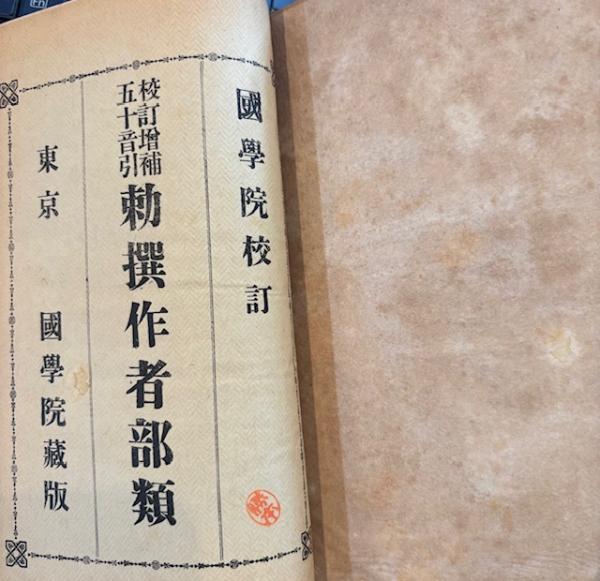 國學院校訂
校訂增補
五十音引
勅撰作者部類
東京 國學院藏版